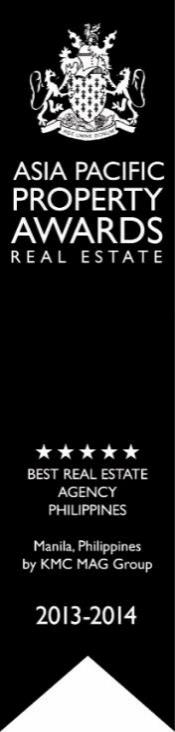 ASIA PACIFIC
PROPERTY
AWARDS
REAL ESTATE
★★★★★
BEST REAL ESTATE
AGENCY
PHILIPPINES
Manila, Philippines
by KMC MAG Group
2013-2014